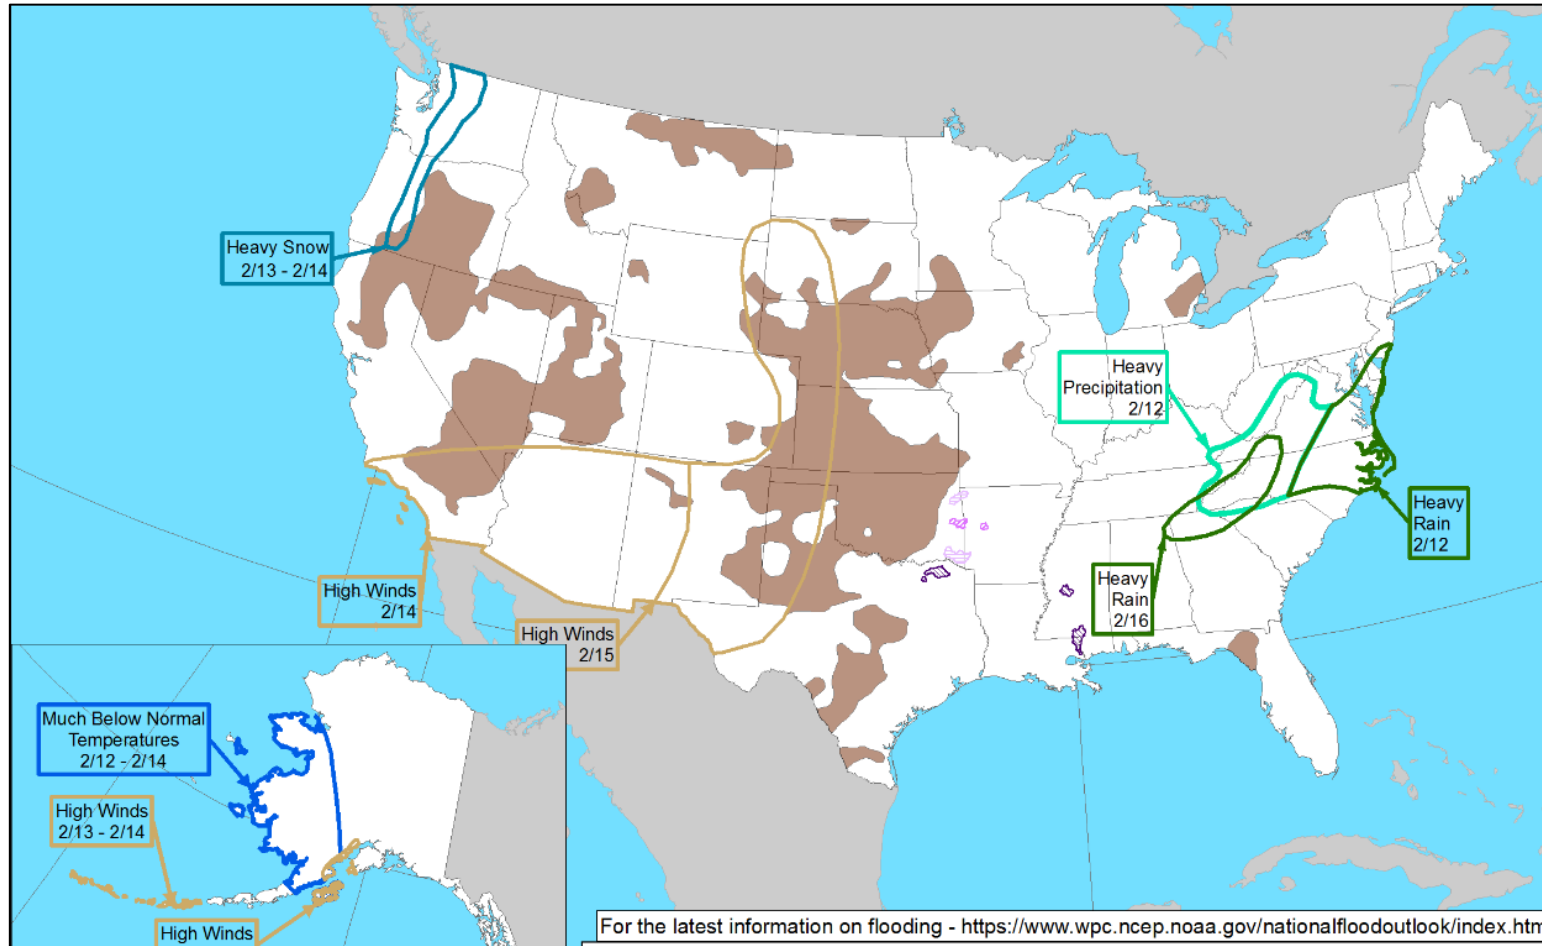 Heavy Snow
2/13 - 2/14
Heavy
Precipitation
2/12
Heavy
Rain
2/12
High Winds
2/14
Heavy
Rain
2/16
High Winds
2/15
Much Below Normal
Temperatures
2/12 - 2/14
High Winds
2/13 - 2/14
High Winds
For the latest information on flooding - https://www.wpc.ncep.noaa.gov/nationalfloodoutlook/index.htm